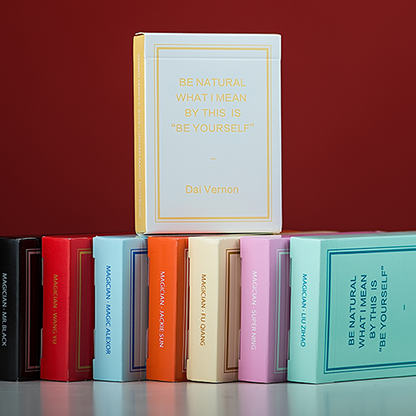 BE NATURAL
WHAT I MEAN
BY THIS IS
"BE YOURSELF"
–
Dai Vernon
MAGICIAN : MR.BLACK
MAGICIAN : WANG YU
MAGICIAN : MAGIC ALEXOR
MAGICIAN : JACKIE SUN
MAGICIAN : FU QIANG
MAGICIAN : SUPER NING
MAGICIAN : LIU ZHAO
BE NATURAL
WHAT I MEAN
BY THIS IS
"BE YOURSELF"
–